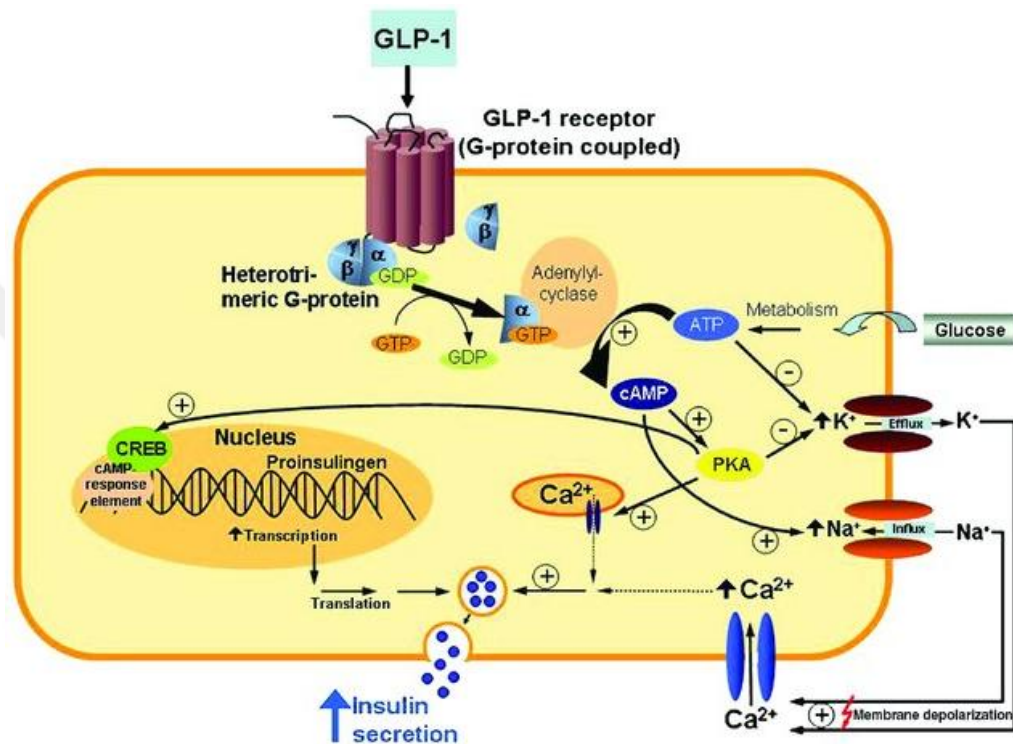 GLP-1
GLP-1 receptor
(G-protein coupled)
γ
β
γ
β
α
GDP
Heterotri-
meric G-protein
Adenylyl-
cyclase
α
GTP
GTP
GDP
+
ATP
Metabolism
Glucose
-
cAMP
+
+
CREB
cAMP-
response
element
Nucleus
Proinsulingen
PKA
-
K⁺
Efflux
K⁺
Ca²⁺
+
+
Na⁺
Influx
Na⁺
Transcription
Translation
+
Ca²⁺
Insulin
secretion
Ca²⁺
+
Membrane depolarization